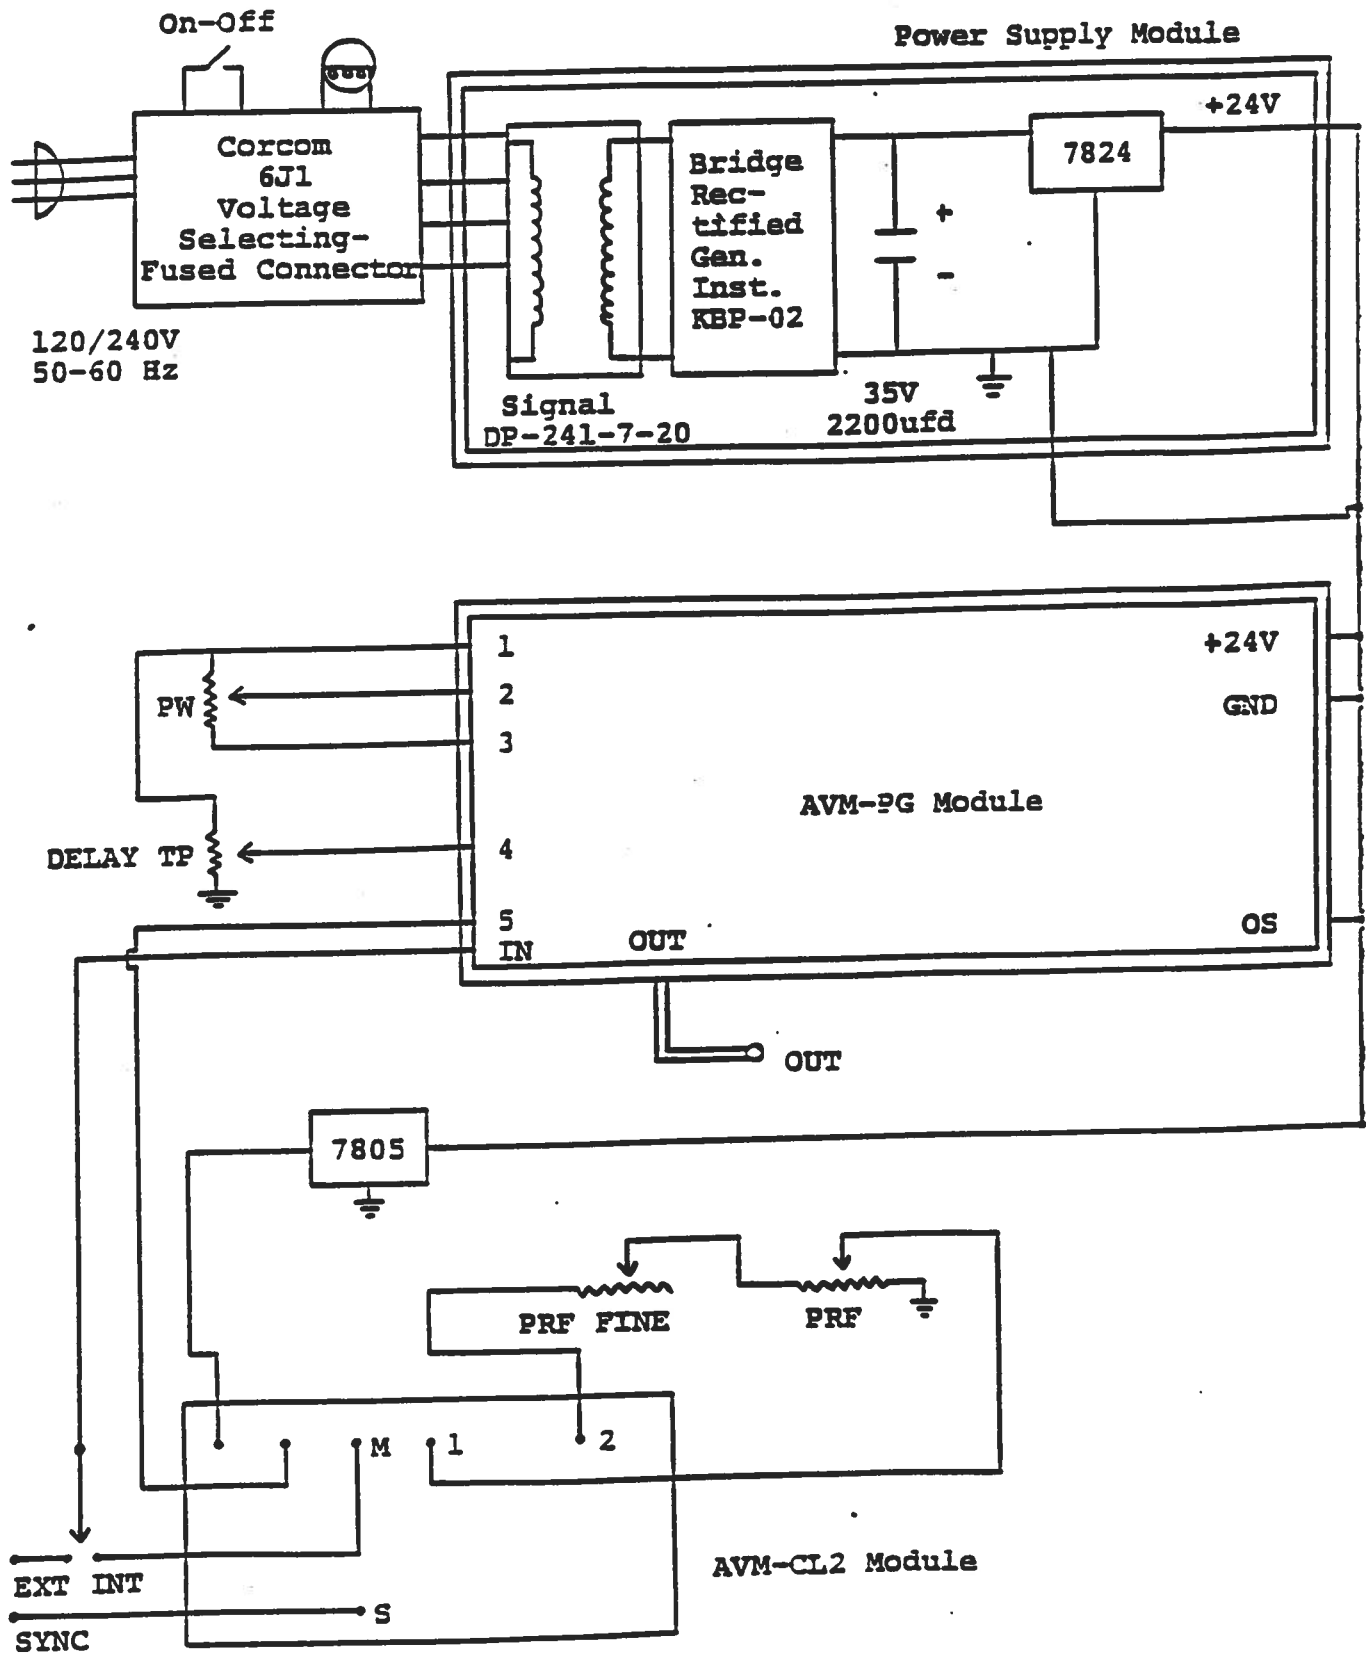 On-Off
Power Supply Module
Corcom
6J1
Voltage
Selecting-
Fused Connector
120/240V
50-60 Hz
Signal
DP-241-7-20
Bridge
Rec-
tified
Gen.
Inst.
KBP-02
+
-
35V
2200ufd
7824
+24V
1
2
3
4
5
IN
PW
DELAY TP
OUT
AVM-PG Module
+24V
GND
OS
OUT
7805
PRF FINE
PRF
M
1
2
S
AVM-CL2 Module
EXT INT
SYNC